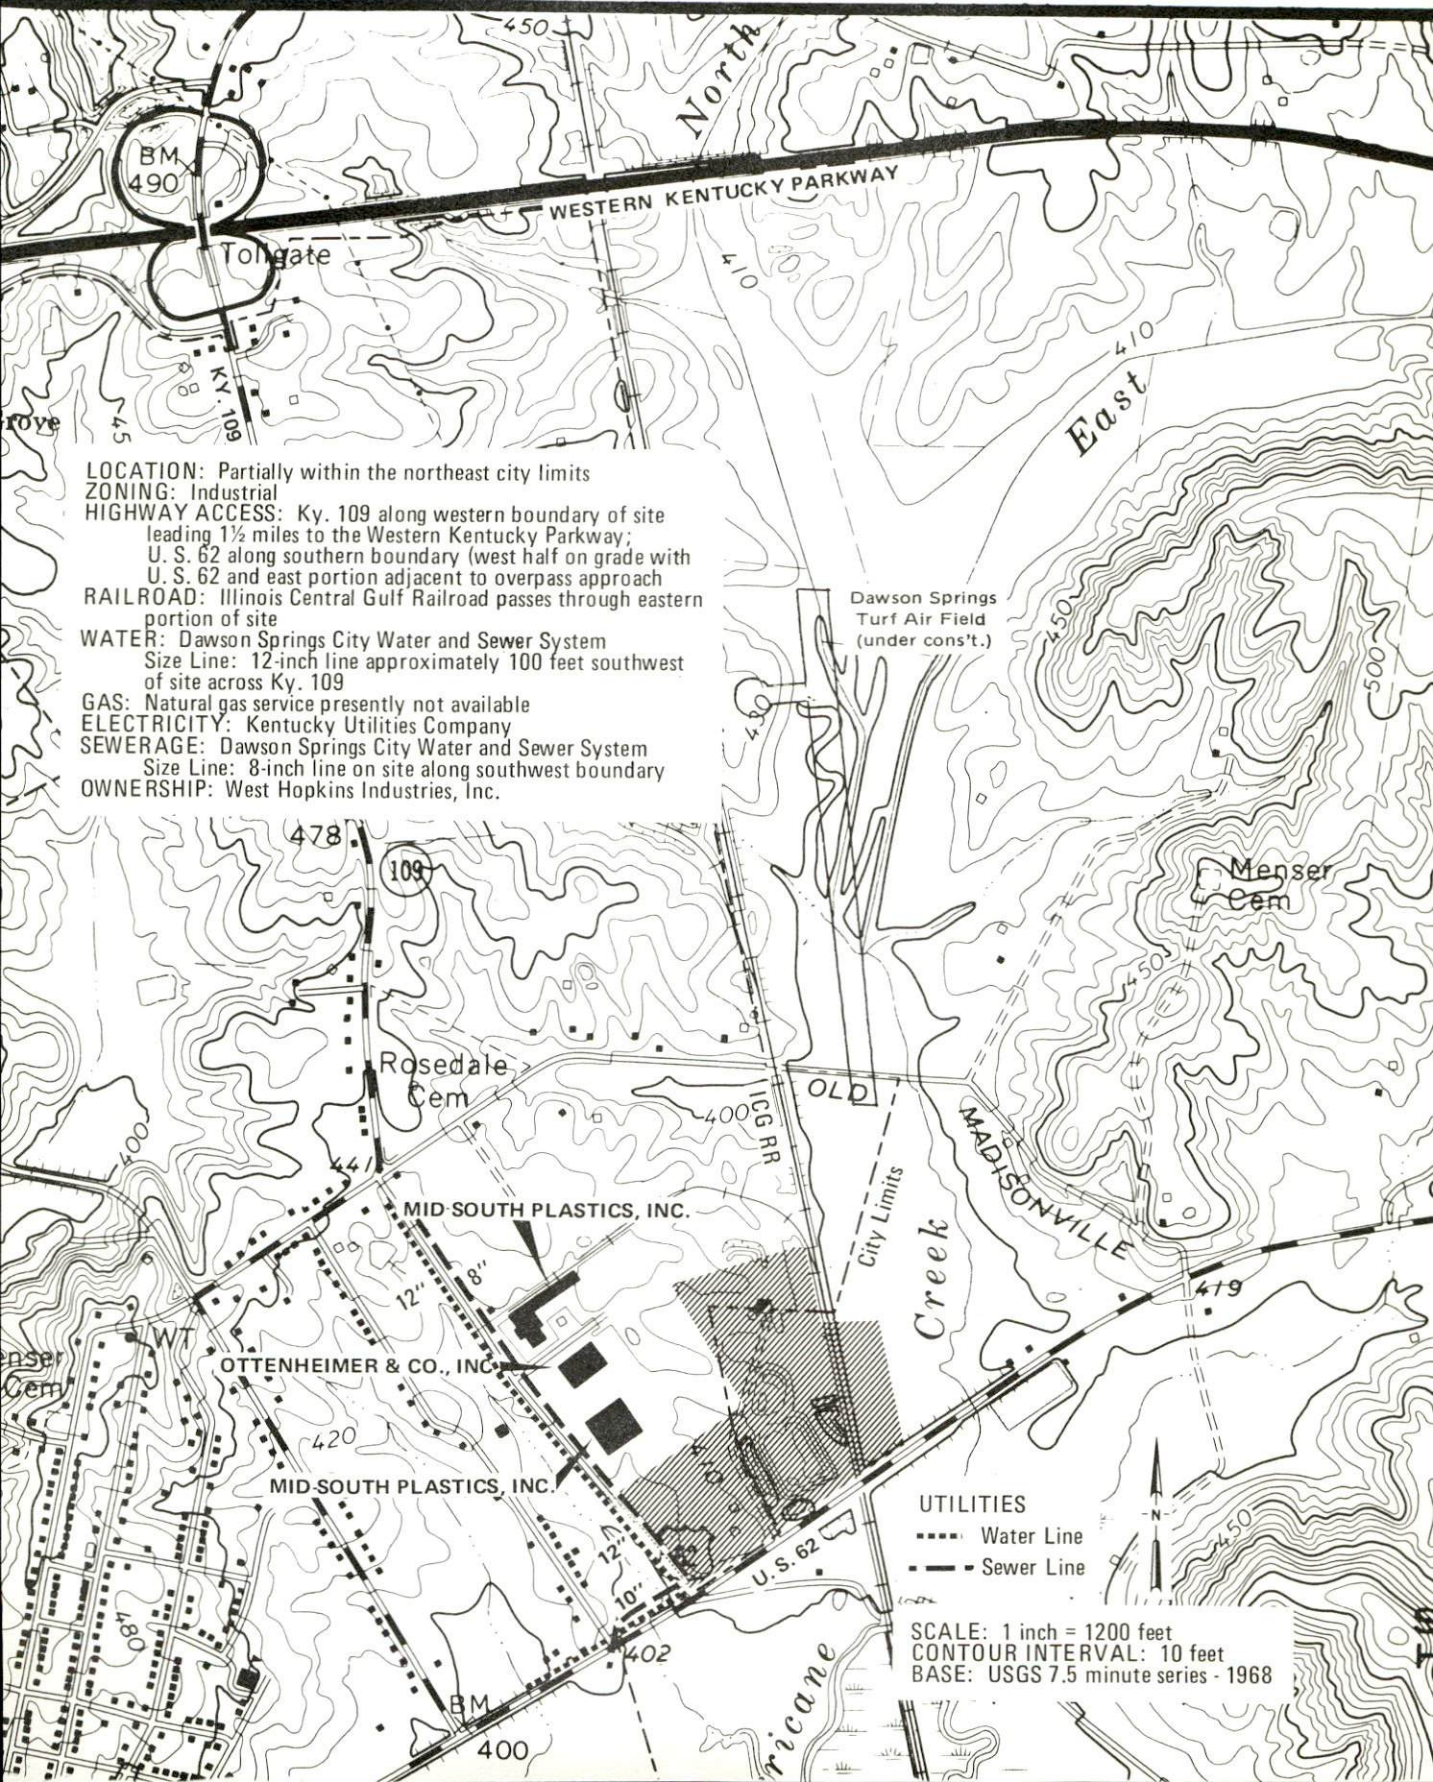 450
North
BM
490
WESTERN KENTUCKY PARKWAY
Tollgate
410
410
East
KY. 109
45
rove
LOCATION: Partially within the northeast city limits
ZONING: Industrial
HIGHWAY ACCESS: Ky. 109 along western boundary of site
leading 1½ miles to the Western Kentucky Parkway;
U. S. 62 along southern boundary (west half on grade with
U. S. 62 and east portion adjacent to overpass approach
RAILROAD: Illinois Central Gulf Railroad passes through eastern
portion of site
WATER: Dawson Springs City Water and Sewer System
Size Line: 12-inch line approximately 100 feet southwest
of site across Ky. 109
GAS: Natural gas service presently not available
ELECTRICITY: Kentucky Utilities Company
SEWERAGE: Dawson Springs City Water and Sewer System
Size Line: 8-inch line on site along southwest boundary
OWNERSHIP: West Hopkins Industries, Inc.
Dawson Springs
Turf Air Field
(under cons't.)
450
500
430
478
109
Menser
Cem
450
Rosedale
Cem
OLD
400
ICG RR
MADISONVILLE
400
441
MID-SOUTH PLASTICS, INC.
City Limits
Creek
8"
12"
419
WT
enser
Cem
OTTENHEIMER & CO., INC
420
410
MID-SOUTH PLASTICS, INC.
UTILITIES
Water Line
Sewer Line
N
450
12"
10"
U.S. 62
480
402
SCALE: 1 inch = 1200 feet
CONTOUR INTERVAL: 10 feet
BASE: USGS 7.5 minute series - 1968
BM
400
rricane